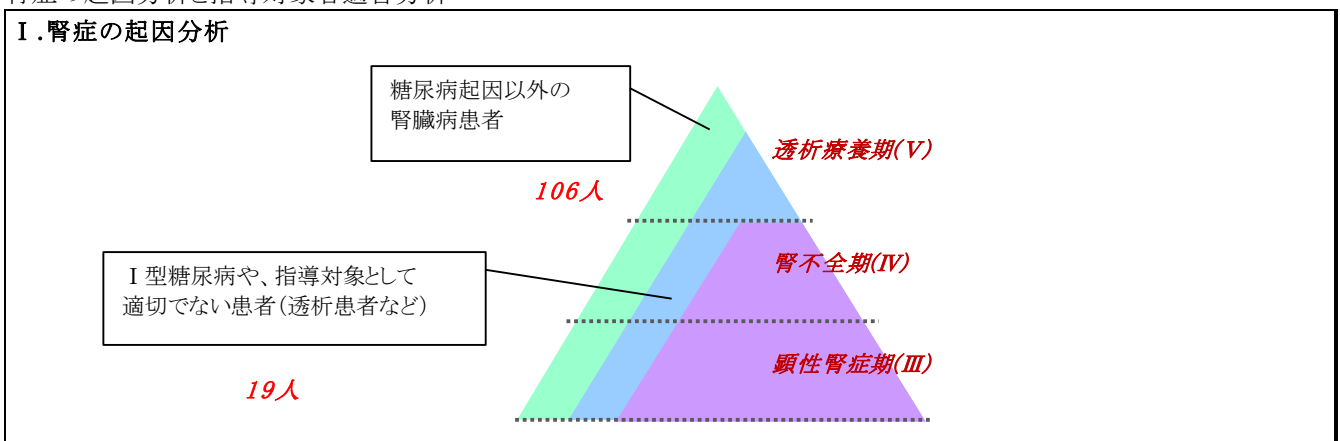 Ⅰ.腎症の起因分析
糖尿病起因以外の
腎臓病患者
透析療養期(Ⅴ)
106人
Ⅰ型糖尿病や、指導対象として
適切でない患者(透析患者など)
腎不全期(Ⅳ)
顕性腎症期(Ⅲ)
19人